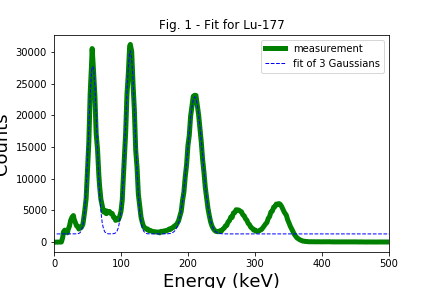 Fig. 1 - Fit for Lu-177
30000
25000
20000
15000
10000
5000
0
Counts
measurement
fit of 3 Gaussians
0 100 200 300 400 500
Energy (keV)